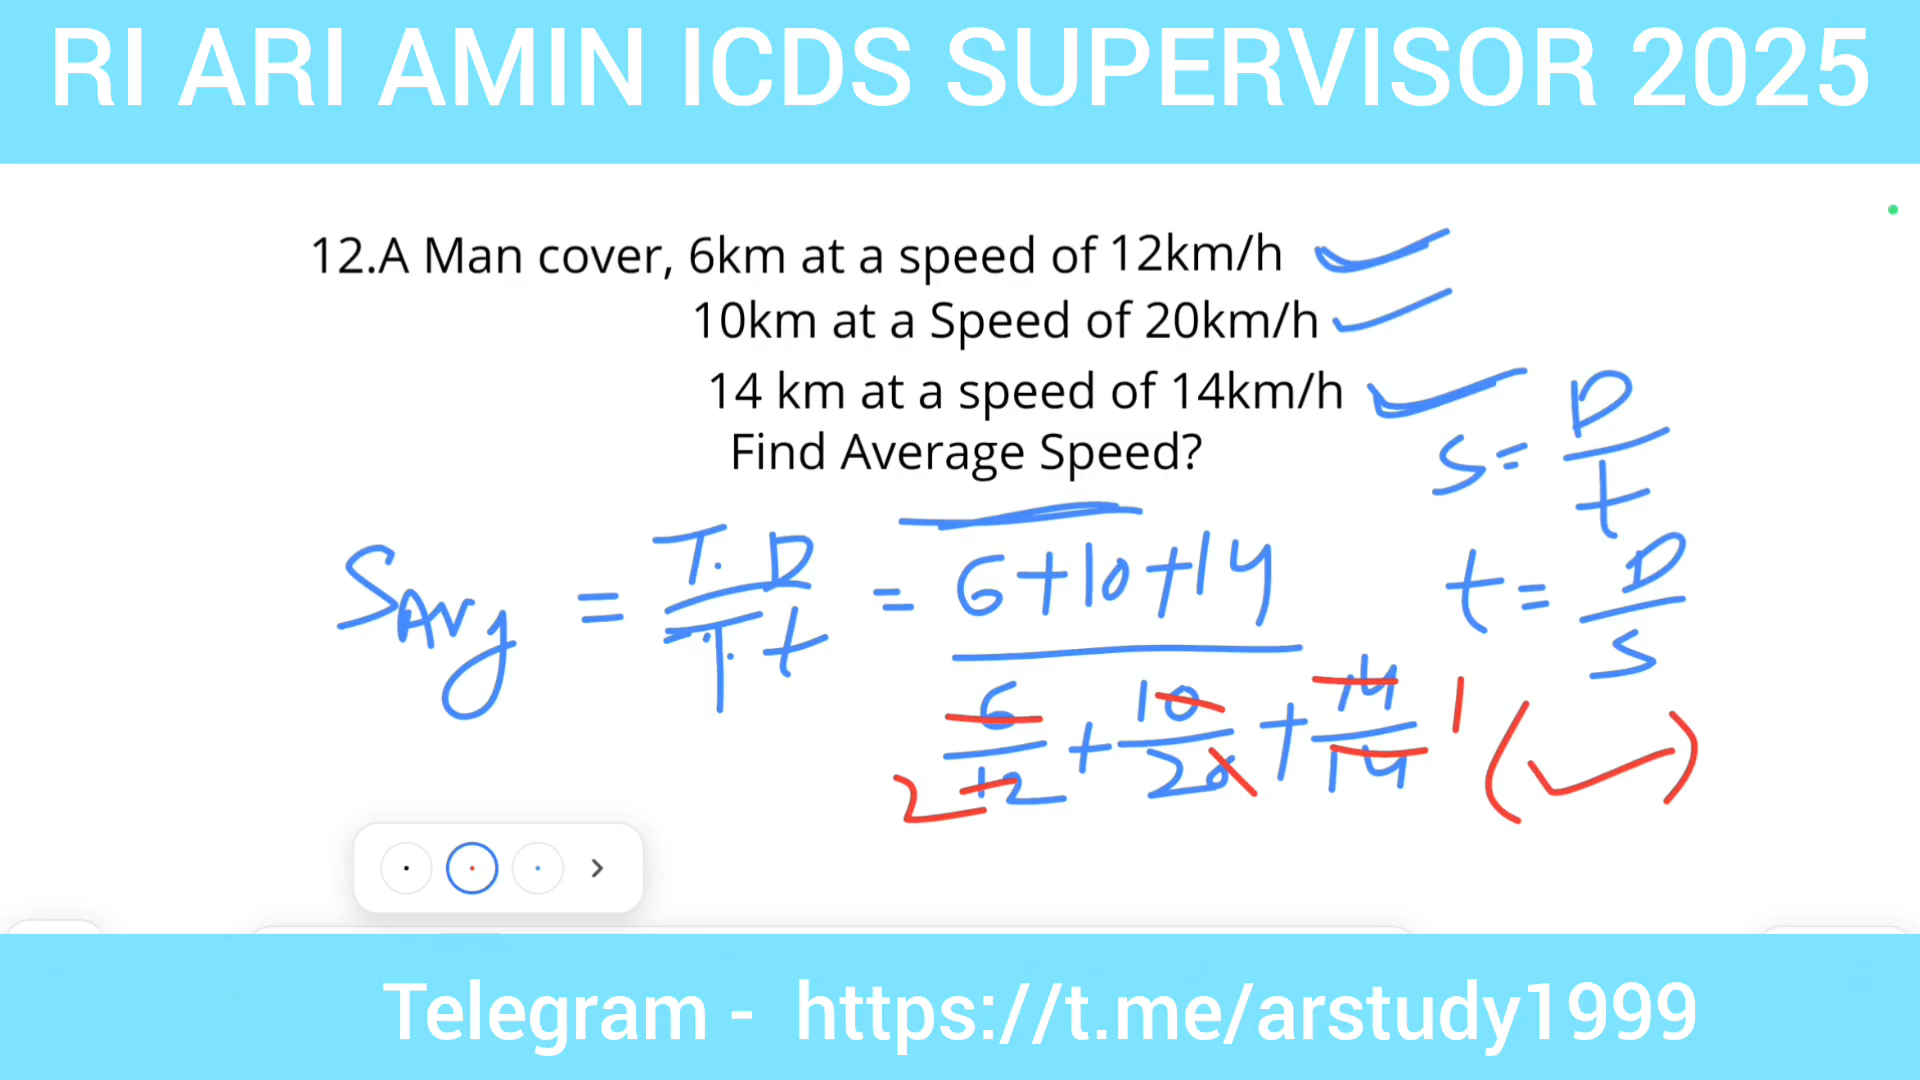 RI ARI AMIN ICDS SUPERVISOR 2025
12.A Man cover, 6km at a speed of 12km/h
10km at a Speed of 20km/h
14 km at a speed of 14km/h
Find Average Speed?
S = D/t
SAvg = T.D/T.t = 6+10+14
t = D/s
6/12 + 10/20 + 14/14 1
2
Telegram - https://t.me/arstudy1999